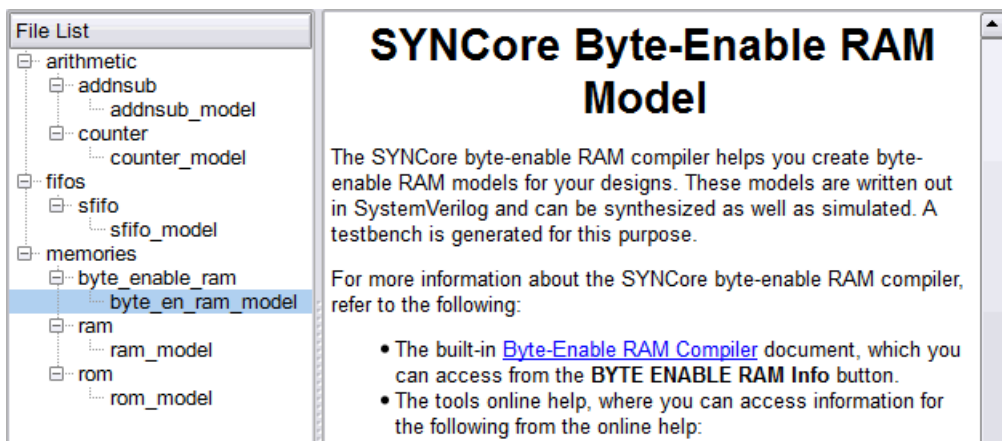 File List
arithmetic
addnsub
addnsub_model
counter
counter_model
fifos
sfifo
sfifo_model
memories
byte_enable_ram
byte_en_ram_model
ram
ram_model
rom
rom_model
SYNCore Byte-Enable RAM
Model
The SYNCore byte-enable RAM compiler helps you create byte-
enable RAM models for your designs. These models are written out
in SystemVerilog and can be synthesized as well as simulated. A
testbench is generated for this purpose.
For more information about the SYNCore byte-enable RAM compiler,
refer to the following:
• The built-in Byte-Enable RAM Compiler document, which you
can access from the BYTE ENABLE RAM Info button.
• The tools online help, where you can access information for
the following from the online help: